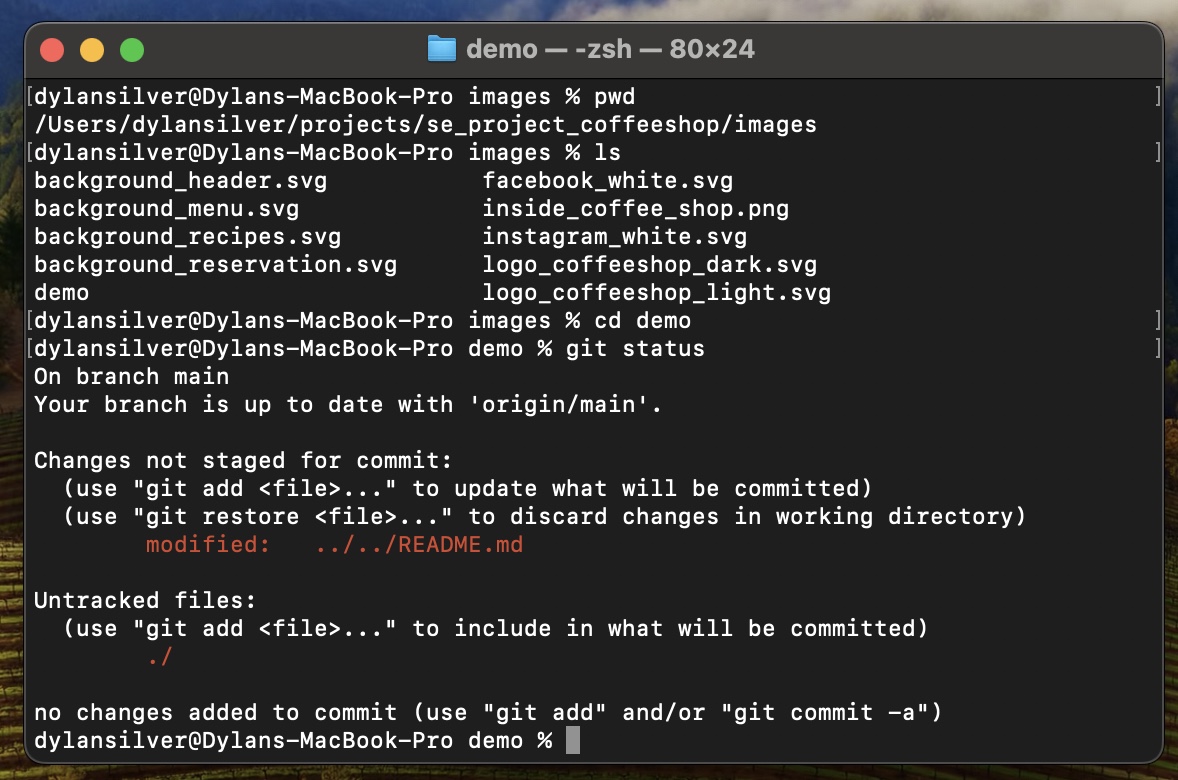 demo — -zsh — 80×24
[dylansilver@Dylans-MacBook-Pro images % pwd ]
/Users/dylansilver/projects/se_project_coffeeshop/images
[dylansilver@Dylans-MacBook-Pro images % ls ]
background_header.svg facebook_white.svg
background_menu.svg inside_coffee_shop.png
background_recipes.svg instagram_white.svg
background_reservation.svg logo_coffeeshop_dark.svg
demo logo_coffeeshop_light.svg
[dylansilver@Dylans-MacBook-Pro images % cd demo ]
[dylansilver@Dylans-MacBook-Pro demo % git status ]
On branch main
Your branch is up to date with 'origin/main'.
Changes not staged for commit:
(use "git add <file>..." to update what will be committed)
(use "git restore <file>..." to discard changes in working directory)
modified: ../../README.md
Untracked files:
(use "git add <file>..." to include in what will be committed)
./
no changes added to commit (use "git add" and/or "git commit -a")
dylansilver@Dylans-MacBook-Pro demo %